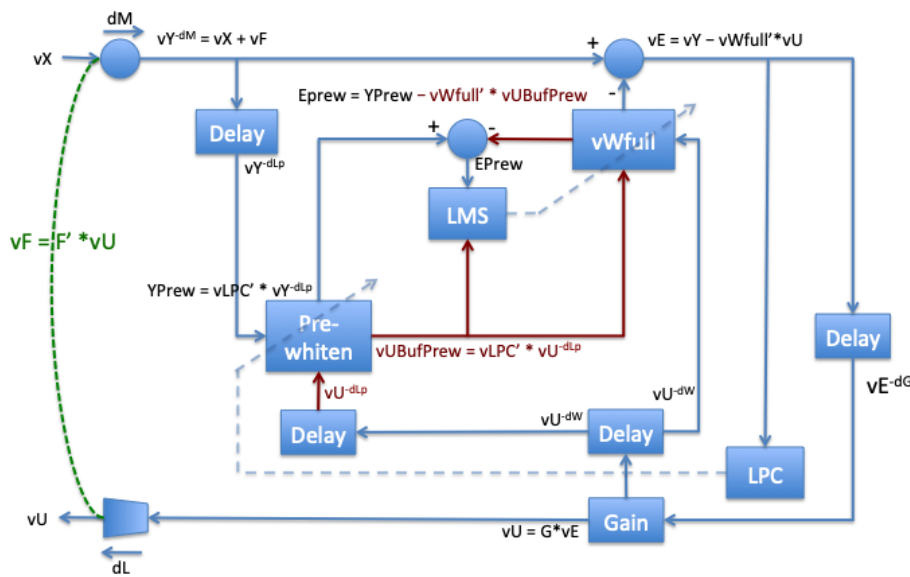 dM
vY-dM = vX + vF
+
vE = vY – vWfull'*vU
vX
-
Eprew = YPrew – vWfull' * vUBufPrew
Delay
+
-
vWfull
vY-dLp
EPrew
LMS
vF = F' *vU
YPrew = vLPC' * vY-dLp
Pre-
whiten
vUBufPrew = vLPC' * vU-dLp
Delay
vE-dG
vU-dLp
vU-dW
vU-dW
Delay
Delay
LPC
vU
Gain
vU = G*vE
dL